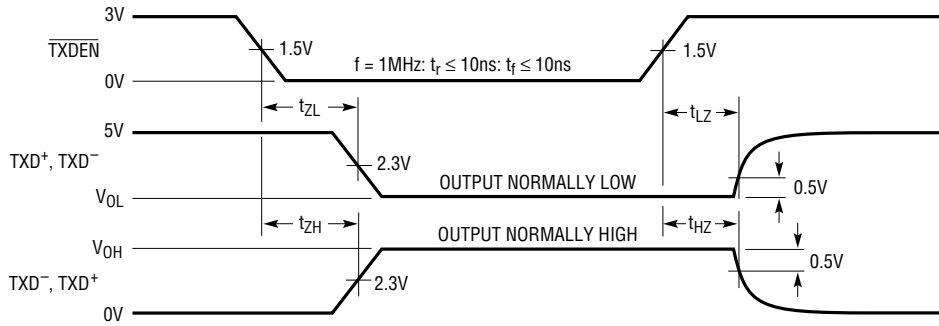 3V
TXDEN
1.5V
1.5V
f = 1MHz: tr ≤ 10ns: tf ≤ 10ns
0V
tZL
tLZ
5V
TXD+, TXD–
2.3V
OUTPUT NORMALLY LOW
0.5V
VOL
tZH
tHZ
VOH
OUTPUT NORMALLY HIGH
0.5V
TXD–, TXD+
2.3V
0V